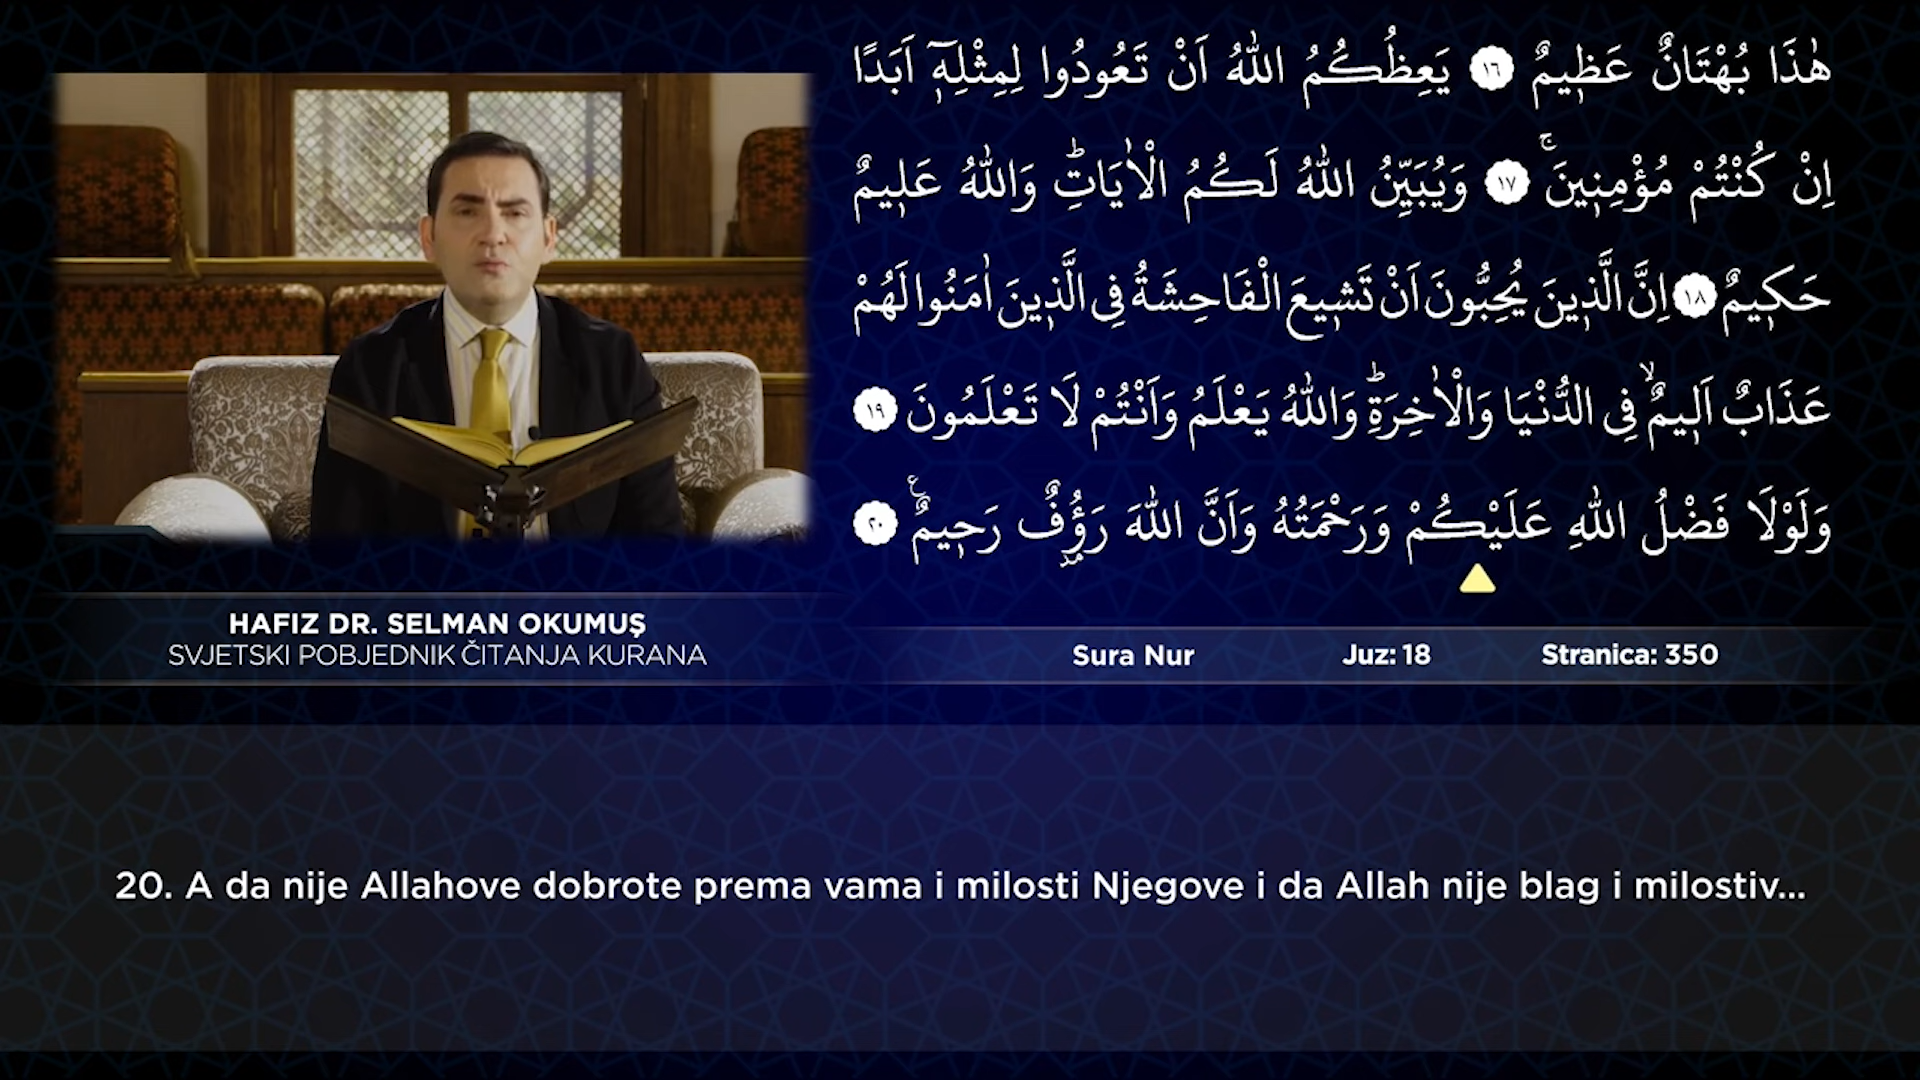 هٰذَا بُهْتَانٌ عَظ۪يمٌ ﴿١٦﴾ يَعِظُكُمُ اللّٰهُ اَنْ تَعُودُوا لِمِثْلِه۪ٓ اَبَدًا
اِنْ كُنْتُمْ مُؤْمِن۪ينَۚ ﴿١٧﴾ وَيُبَيِّنُ اللّٰهُ لَكُمُ الْاٰيَاتِۜ وَاللّٰهُ عَل۪يمٌ
حَك۪يمٌ ﴿١٨﴾ اِنَّ الَّذ۪ينَ يُحِبُّونَ اَنْ تَش۪يعَ الْفَاحِشَةُ فِي الَّذ۪ينَ اٰمَنُوا لَهُمْ
عَذَابٌ اَل۪يمٌۙ فِي الدُّنْيَا وَالْاٰخِرَةِۜ وَاللّٰهُ يَعْلَمُ وَاَنْتُمْ لَا تَعْلَمُونَ ﴿١٩﴾
وَلَوْلَا فَضْلُ اللّٰهِ عَلَيْكُمْ وَرَحْمَتُهُ وَاَنَّ اللّٰهَ رَؤُ۫فٌ رَح۪يمٌ۟ ﴿٢٠﴾
HAFIZ DR. SELMAN OKUMUŞ
SVJETSKI POBJEDNIK ČITANJA KURANA
Sura Nur Juz: 18 Stranica: 350
20. A da nije Allahove dobrote prema vama i milosti Njegove i da Allah nije blag i milostiv...